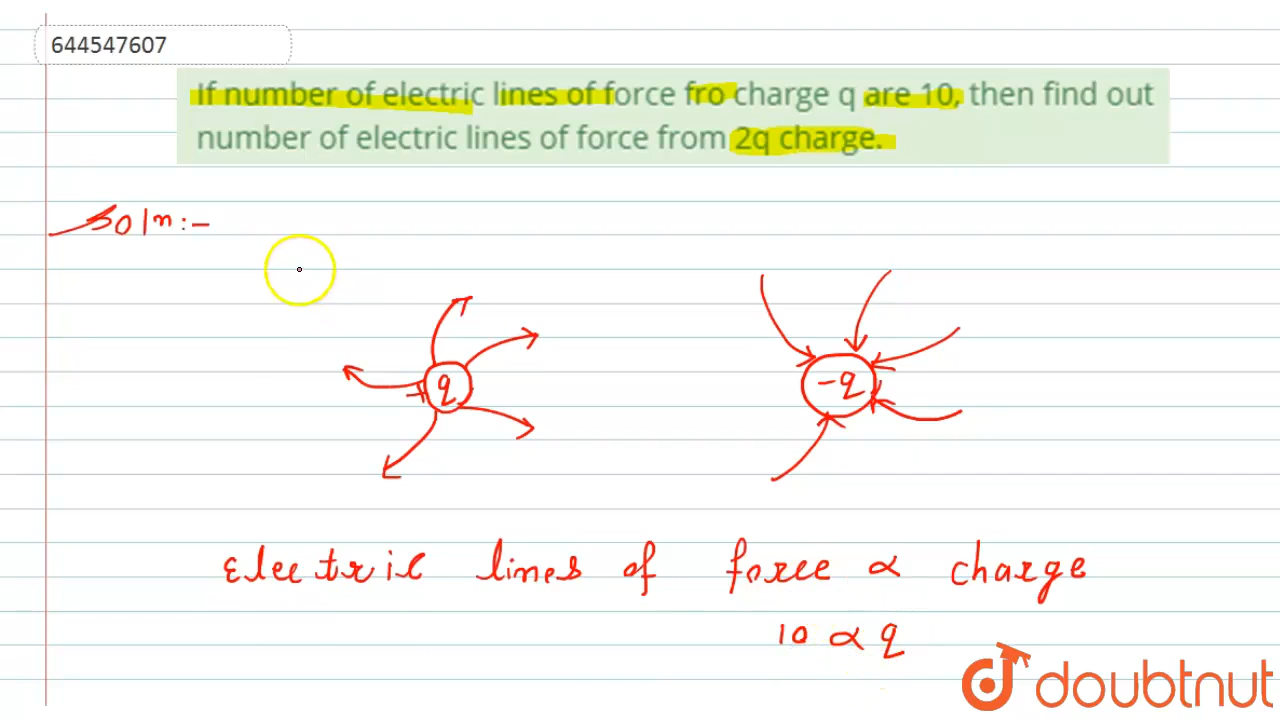 644547607
If number of electric lines of force fro charge q are 10, then find out
number of electric lines of force from 2q charge.
Soln:-
+ q
-q
Electric lines of force ∝ charge
10 ∝ q
doubtnut